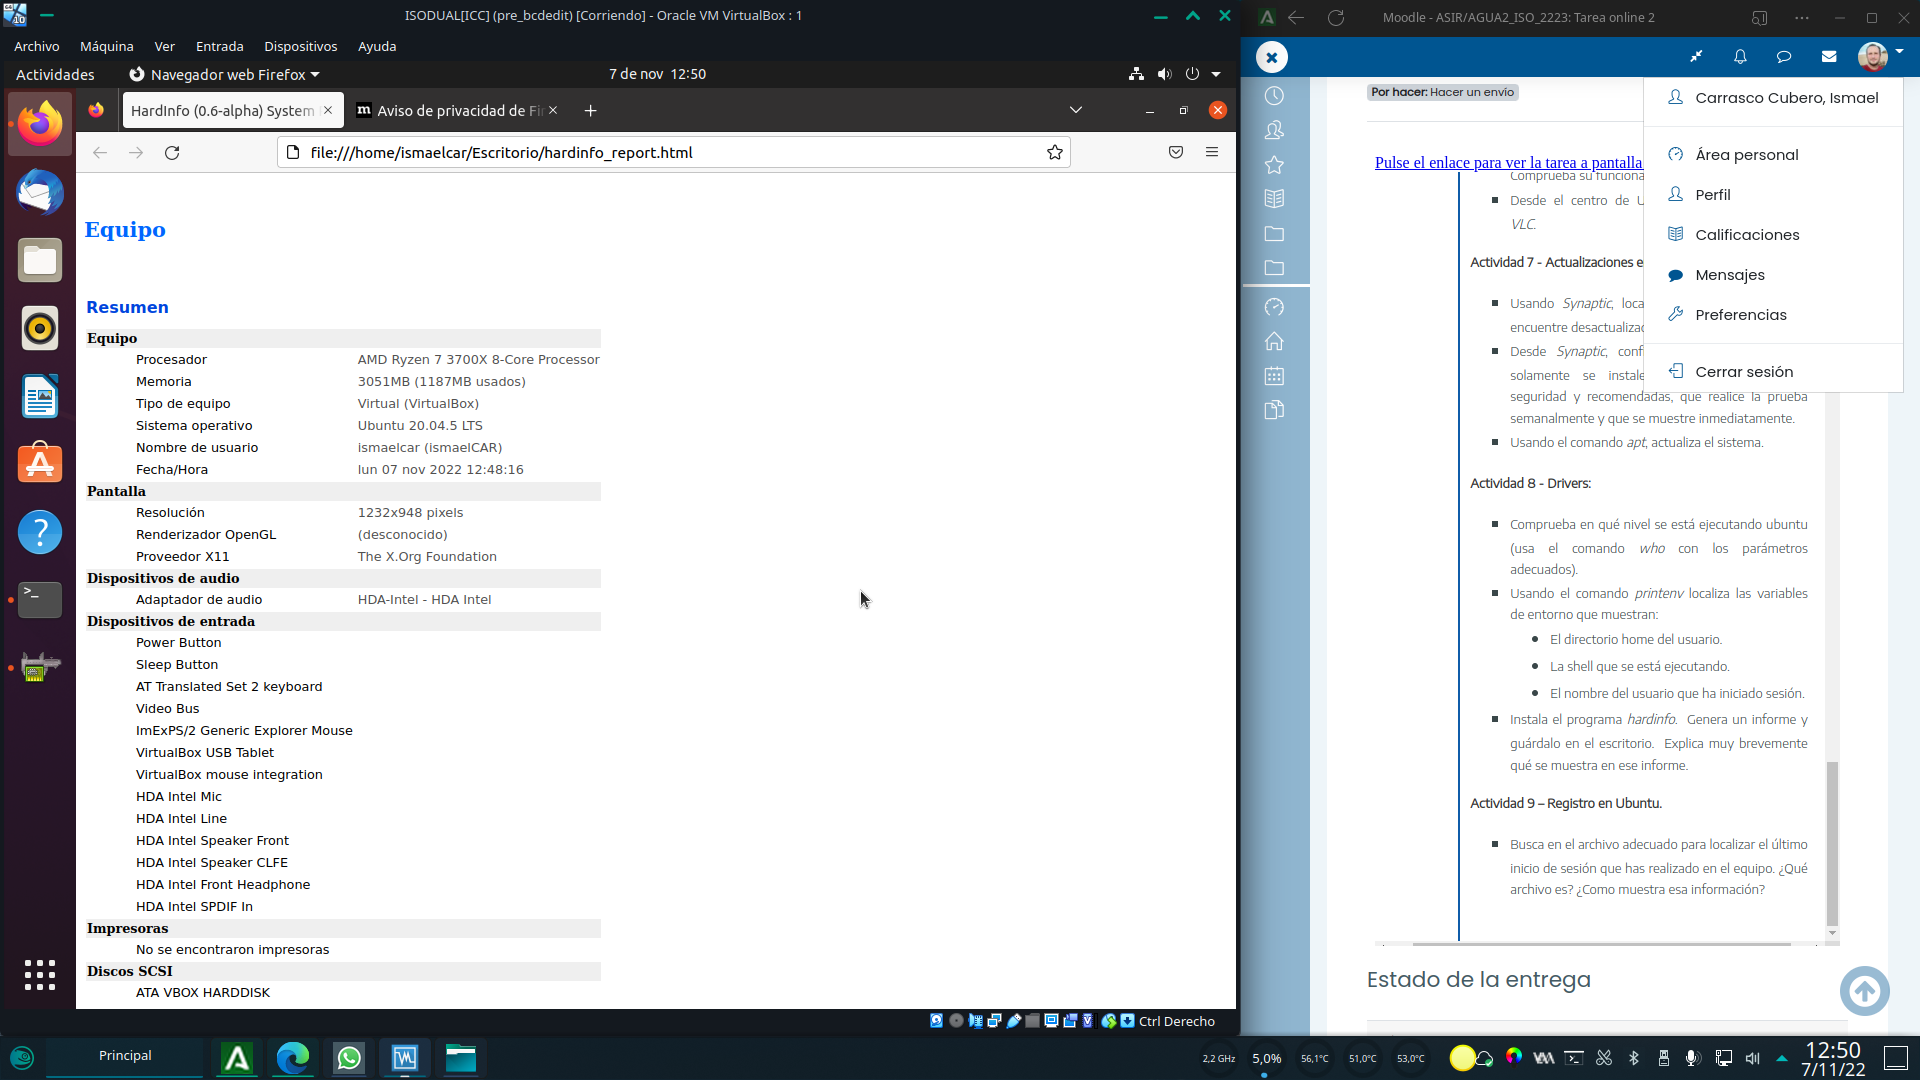 ISODUAL[ICC] (pre_bcdedit) [Corriendo] - Oracle VM VirtualBox : 1
Archivo Máquina Ver Entrada Dispositivos Ayuda
Actividades Navegador web Firefox 7 de nov 12:50
HardInfo (0.6-alpha) System
Aviso de privacidad de Fir
file:///home/ismaelcar/Escritorio/hardinfo_report.html
Equipo
Resumen
Equipo
Procesador AMD Ryzen 7 3700X 8-Core Processor
Memoria 3051MB (1187MB usados)
Tipo de equipo Virtual (VirtualBox)
Sistema operativo Ubuntu 20.04.5 LTS
Nombre de usuario ismaelcar (ismaelCAR)
Fecha/Hora lun 07 nov 2022 12:48:16
Pantalla
Resolución 1232x948 pixels
Renderizador OpenGL (desconocido)
Proveedor X11 The X.Org Foundation
Dispositivos de audio
Adaptador de audio HDA-Intel - HDA Intel
Dispositivos de entrada
Power Button
Sleep Button
AT Translated Set 2 keyboard
Video Bus
ImExPS/2 Generic Explorer Mouse
VirtualBox USB Tablet
VirtualBox mouse integration
HDA Intel Mic
HDA Intel Line
HDA Intel Speaker Front
HDA Intel Speaker CLFE
HDA Intel Front Headphone
HDA Intel SPDIF In
Impresoras
No se encontraron impresoras
Discos SCSI
ATA VBOX HARDDISK
Ctrl Derecho
Moodle - ASIR/AGUA2_ISO_2223: Tarea online 2
Por hacer: Hacer un envío
Pulse el enlace para ver la tarea a pantalla
Comprueba su funciona
Desde el centro de U
VLC.
Actividad 7 - Actualizaciones e
Usando Synaptic, loca
encuentre desactualizac
Desde Synaptic, conf
solamente se instale
seguridad y recomendadas, que realice la prueba
semanalmente y que se muestre inmediatamente.
Usando el comando apt, actualiza el sistema.
Actividad 8 - Drivers:
Comprueba en qué nivel se está ejecutando ubuntu
(usa el comando who con los parámetros
adecuados).
Usando el comando printenv localiza las variables
de entorno que muestran:
El directorio home del usuario.
La shell que se está ejecutando.
El nombre del usuario que ha iniciado sesión.
Instala el programa hardinfo. Genera un informe y
guárdalo en el escritorio. Explica muy brevemente
qué se muestra en ese informe.
Actividad 9 – Registro en Ubuntu.
Busca en el archivo adecuado para localizar el último
inicio de sesión que has realizado en el equipo. ¿Qué
archivo es? ¿Como muestra esa información?
Estado de la entrega
Carrasco Cubero, Ismael
Área personal
Perfil
Calificaciones
Mensajes
Preferencias
Cerrar sesión
Principal
2,2 GHz 5,0% 56,1°C 51,0°C 53,0°C
12:50
7/11/22